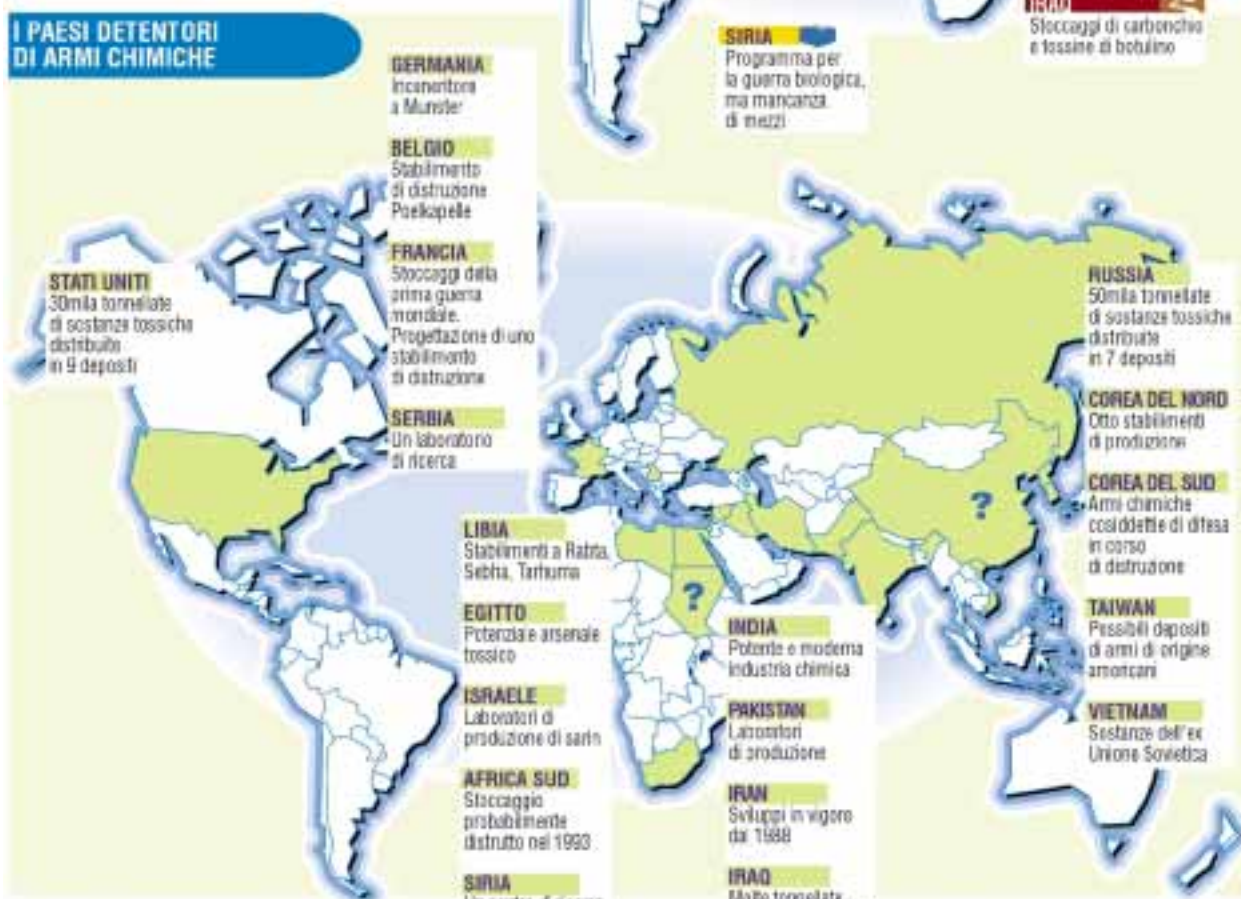 I PAESI DETENTORI
DI ARMI CHIMICHE
SIRIA
Programma per
la guerra biologica,
ma mancanza
di mezzi
IRAQ
Stoccaggi di carbonchio
e tossine di botulino
GERMANIA
Inceneritore
a Munster
BELGIO
Stabilimento
di distruzione
Poelkapelle
FRANCIA
Stoccaggi della
prima guerra
mondiale.
Progettazione di uno
stabilimento
di distruzione
SERBIA
Un laboratorio
di ricerca
STATI UNITI
30mila tonnellate
di sostanze tossiche
distribuite
in 9 depositi
LIBIA
Stabilimenti a Rabta,
Sebha, Tarhuma
EGITTO
Potenziale arsenale
tossico
ISRAELE
Laboratori di
produzione di sarin
AFRICA SUD
Stoccaggio
probabilmente
distrutto nel 1993
SIRIA
?
INDIA
Potente e moderna
industria chimica
PAKISTAN
Laboratori
di produzione
IRAN
Sviluppi in vigore
dal 1988
IRAQ
Molte tonnellate
?
RUSSIA
50mila tonnellate
di sostanze tossiche
distribuite
in 7 depositi
COREA DEL NORD
Otto stabilimenti
di produzione
COREA DEL SUD
Armi chimiche
cosiddette di difesa
in corso
di distruzione
TAIWAN
Possibili depositi
di armi di origine
americani
VIETNAM
Sostanze dell'ex
Unione Sovietica